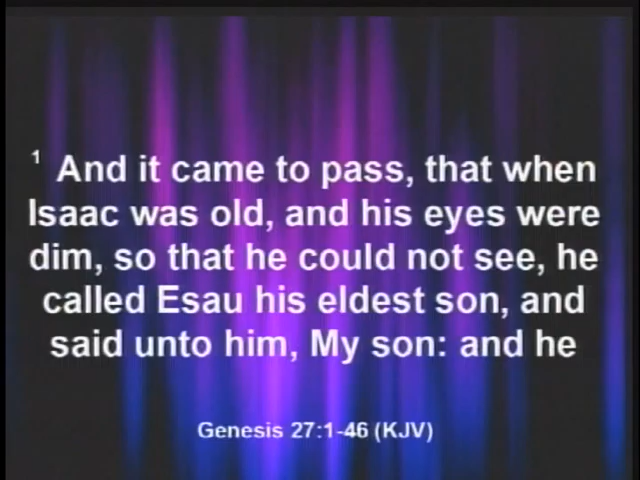 1 And it came to pass, that when
Isaac was old, and his eyes were
dim, so that he could not see, he
called Esau his eldest son, and
said unto him, My son: and he
Genesis 27:1-46 (KJV)